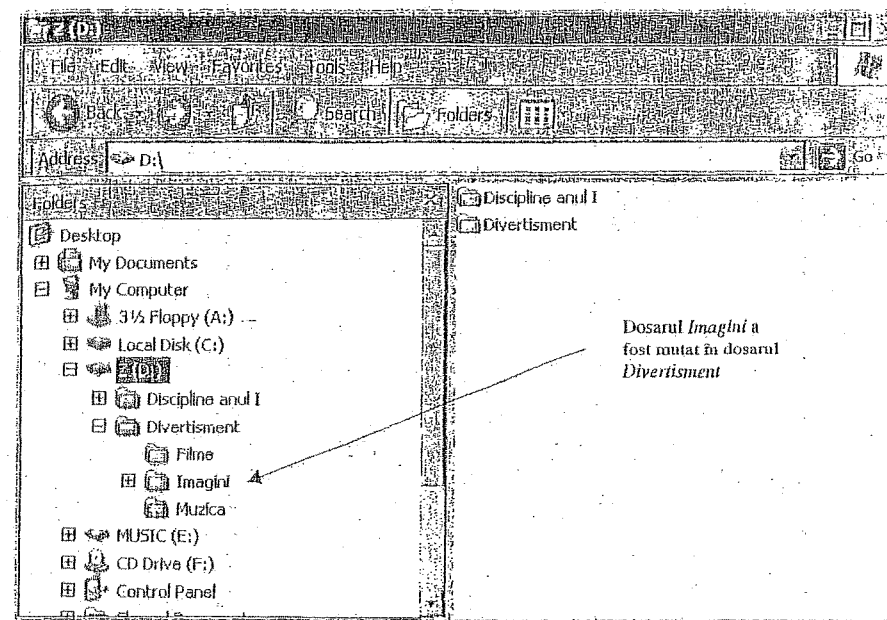 Z (D:)
File Edit View Favorites Tools Help
Back Search Folders
Address D:\ Go
Folders
Desktop
My Documents
My Computer
3½ Floppy (A:)
Local Disk (C:)
Z (D:)
Discipline anul I
Divertisment
Filme
Imagini
Muzica
MUSIC (E:)
CD Drive (F:)
Control Panel
Discipline anul I
Divertisment
Dosarul Imagini a
fost mutat în dosarul
Divertisment